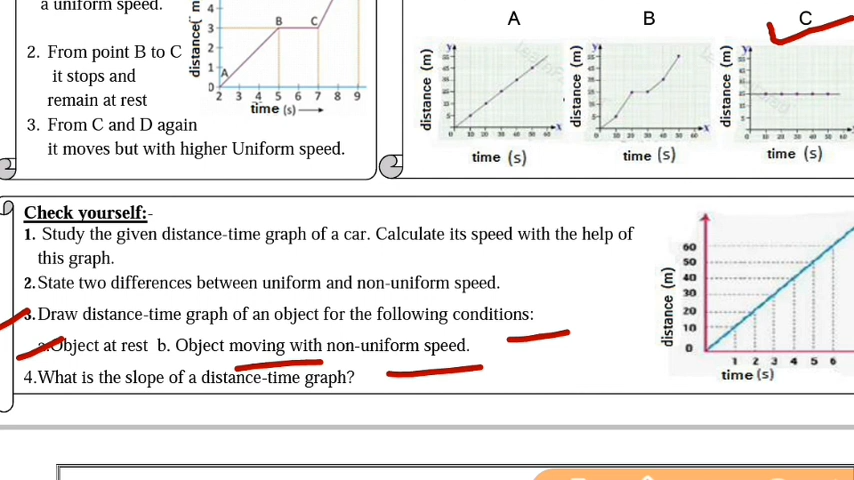 a uniform speed.
2. From point B to C
it stops and
remain at rest
3. From C and D again
it moves but with higher Uniform speed.
distance( m)
4
3
2
1
0
A
B
C
2 3 4 5 6 7 8 9
time (s)
A
B
C
distance (m)
y
x
time (s)
distance (m)
y
x
time (s)
distance (m)
y
time (s)
Check yourself:-
1. Study the given distance-time graph of a car. Calculate its speed with the help of
this graph.
2.State two differences between uniform and non-uniform speed.
3.Draw distance-time graph of an object for the following conditions:
a.Object at rest b. Object moving with non-uniform speed.
4.What is the slope of a distance-time graph?
distance (m)
60
50
40
30
20
10
0
1 2 3 4 5 6
time (s)